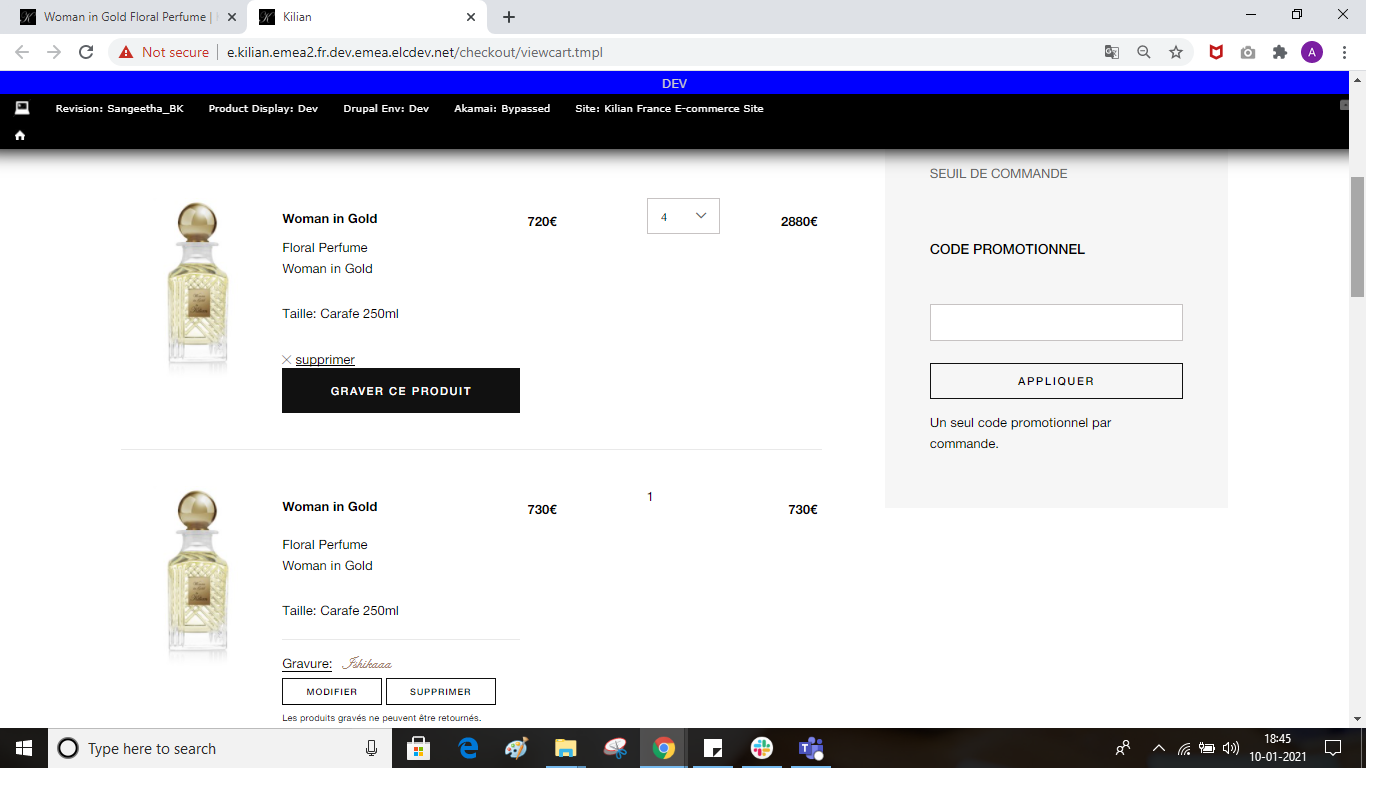 Woman in Gold Floral Perfume |
Kilian
Not secure
e.kilian.emea2.fr.dev.emea.elcdev.net/checkout/viewcart.tmpl
A
DEV
Revision: Sangeetha_BK
Product Display: Dev
Drupal Env: Dev
Akamai: Bypassed
Site: Kilian France E-commerce Site
SEUIL DE COMMANDE
Woman in Gold
720€
4
2880€
Floral Perfume
Woman in Gold
Taille: Carafe 250ml
supprimer
GRAVER CE PRODUIT
CODE PROMOTIONNEL
APPLIQUER
Un seul code promotionnel par
commande.
Woman in Gold
730€
1
730€
Floral Perfume
Woman in Gold
Taille: Carafe 250ml
Gravure: Ishikaaa
MODIFIER
SUPPRIMER
Les produits gravés ne peuvent être retournés.
Type here to search
18:45
10-01-2021